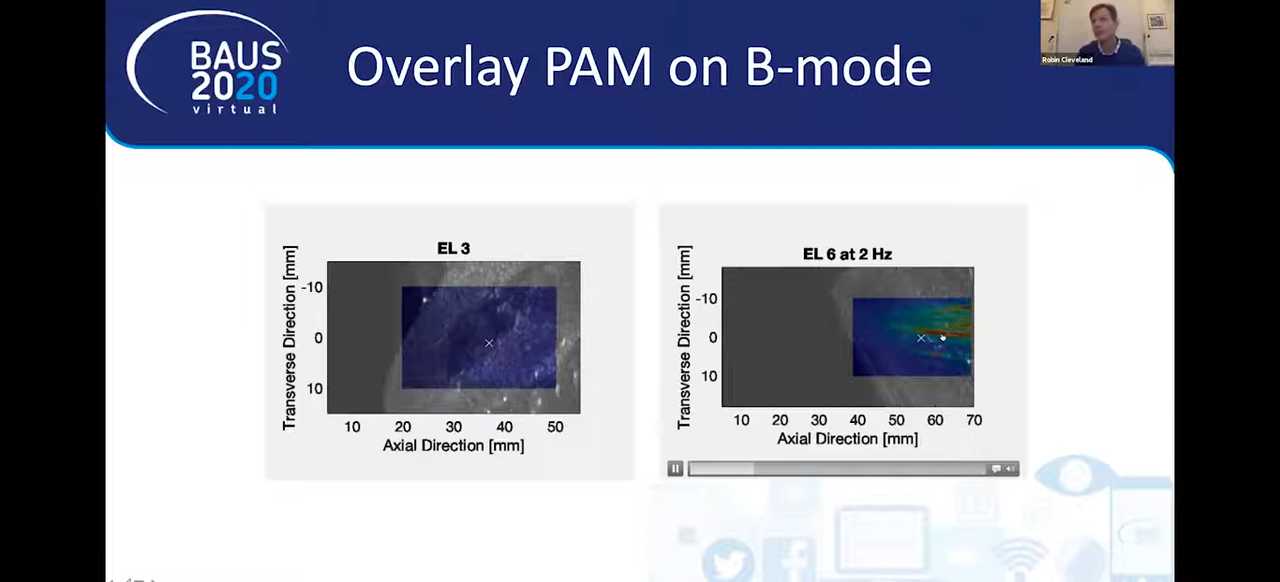 BAUS
2020
virtual
Overlay PAM on B-mode
Robin Cleveland
EL 3
Transverse Direction [mm]
-10
0
10
10 20 30 40 50
Axial Direction [mm]
EL 6 at 2 Hz
Transverse Direction [mm]
-10
0
10
10 20 30 40 50 60 70
Axial Direction [mm]